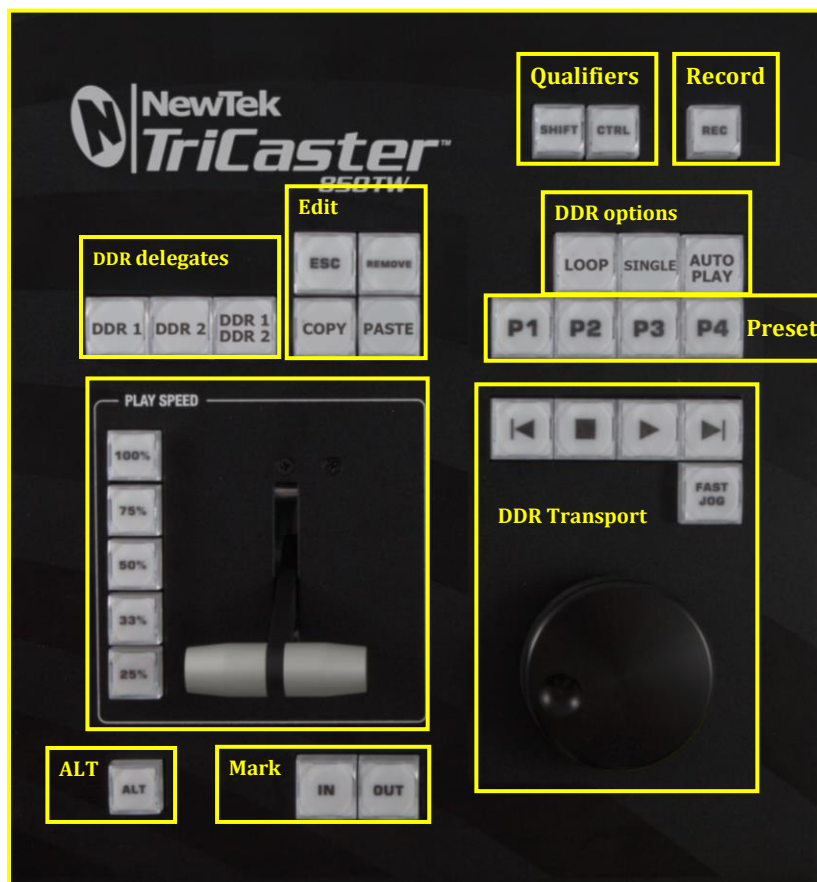 Qualifiers
Record
SHIFT CTRL
REC
NewTek
TriCaster™
850TW
Edit
DDR options
ESC REMOVE
LOOP SINGLE AUTO PLAY
DDR delegates
DDR 1 DDR 2 DDR 1 DDR 2
COPY PASTE
P1 P2 P3 P4 Preset
PLAY SPEED
100%
75%
50%
33%
25%
FAST JOG
DDR Transport
ALT
ALT
Mark
IN OUT